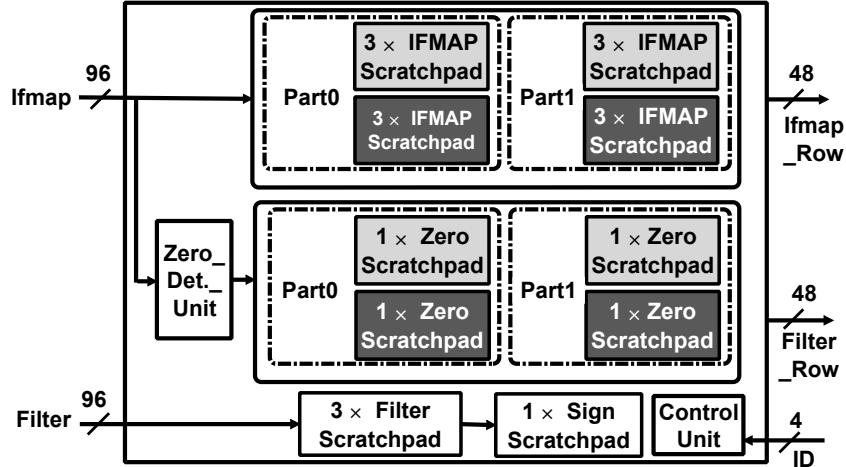 96
Ifmap
Part0
3 × IFMAP
Scratchpad
3 × IFMAP
Scratchpad
Part1
3 × IFMAP
Scratchpad
3 × IFMAP
Scratchpad
48
Ifmap
_Row
Zero_
Det._
Unit
Part0
1 × Zero
Scratchpad
1 × Zero
Scratchpad
Part1
1 × Zero
Scratchpad
1 × Zero
Scratchpad
48
Filter
_Row
96
Filter
3 × Filter
Scratchpad
1 × Sign
Scratchpad
Control
Unit
4
ID